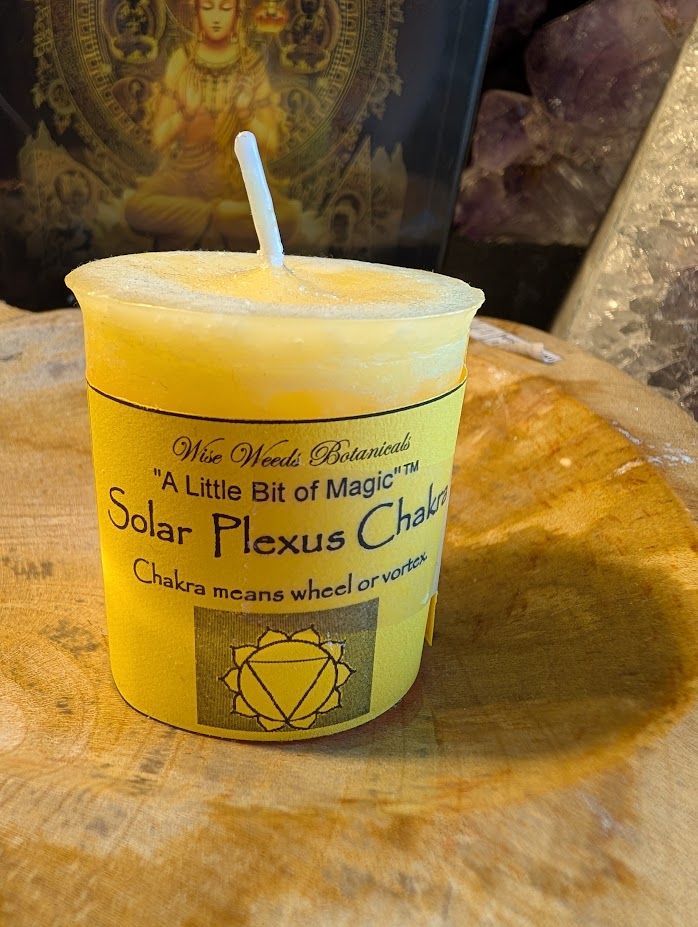 Wise Weeds Botanicals
"A Little Bit of Magic"™
Solar Plexus Chakra
Chakra means wheel or vortex.